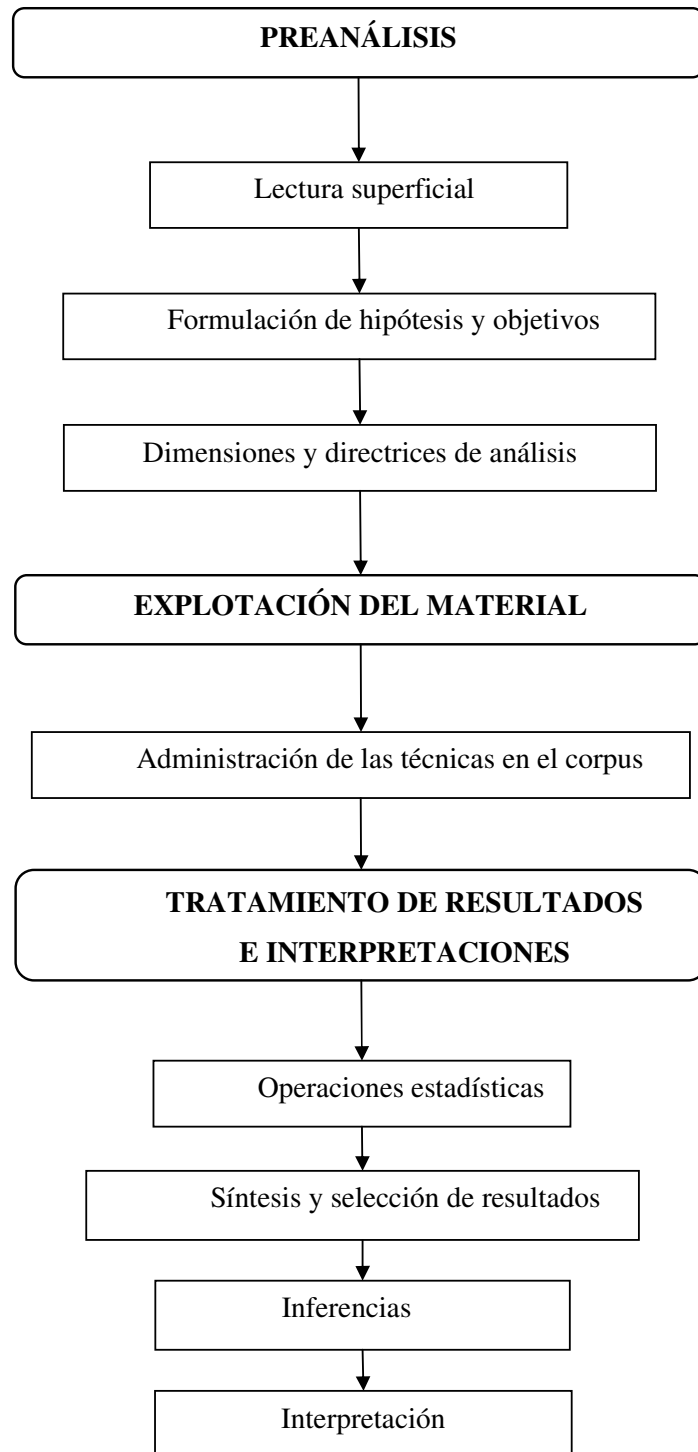 PREANÁLISIS
Lectura superficial
Formulación de hipótesis y objetivos
Dimensiones y directrices de análisis
EXPLOTACIÓN DEL MATERIAL
Administración de las técnicas en el corpus
TRATAMIENTO DE RESULTADOS
E INTERPRETACIONES
Operaciones estadísticas
Síntesis y selección de resultados
Inferencias
Interpretación